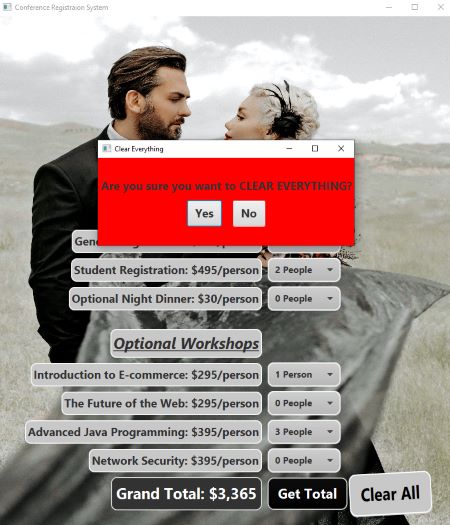 Conference Registraion System
Clear Everything
Are you sure you want to CLEAR EVERYTHING?
Yes No
Student Registration: $495/person 2 People
Optional Night Dinner: $30/person 0 People
Optional Workshops
Introduction to E-commerce: $295/person 1 Person
The Future of the Web: $295/person 0 People
Advanced Java Programming: $395/person 3 People
Network Security: $395/person 0 People
Grand Total: $3,365 Get Total Clear All